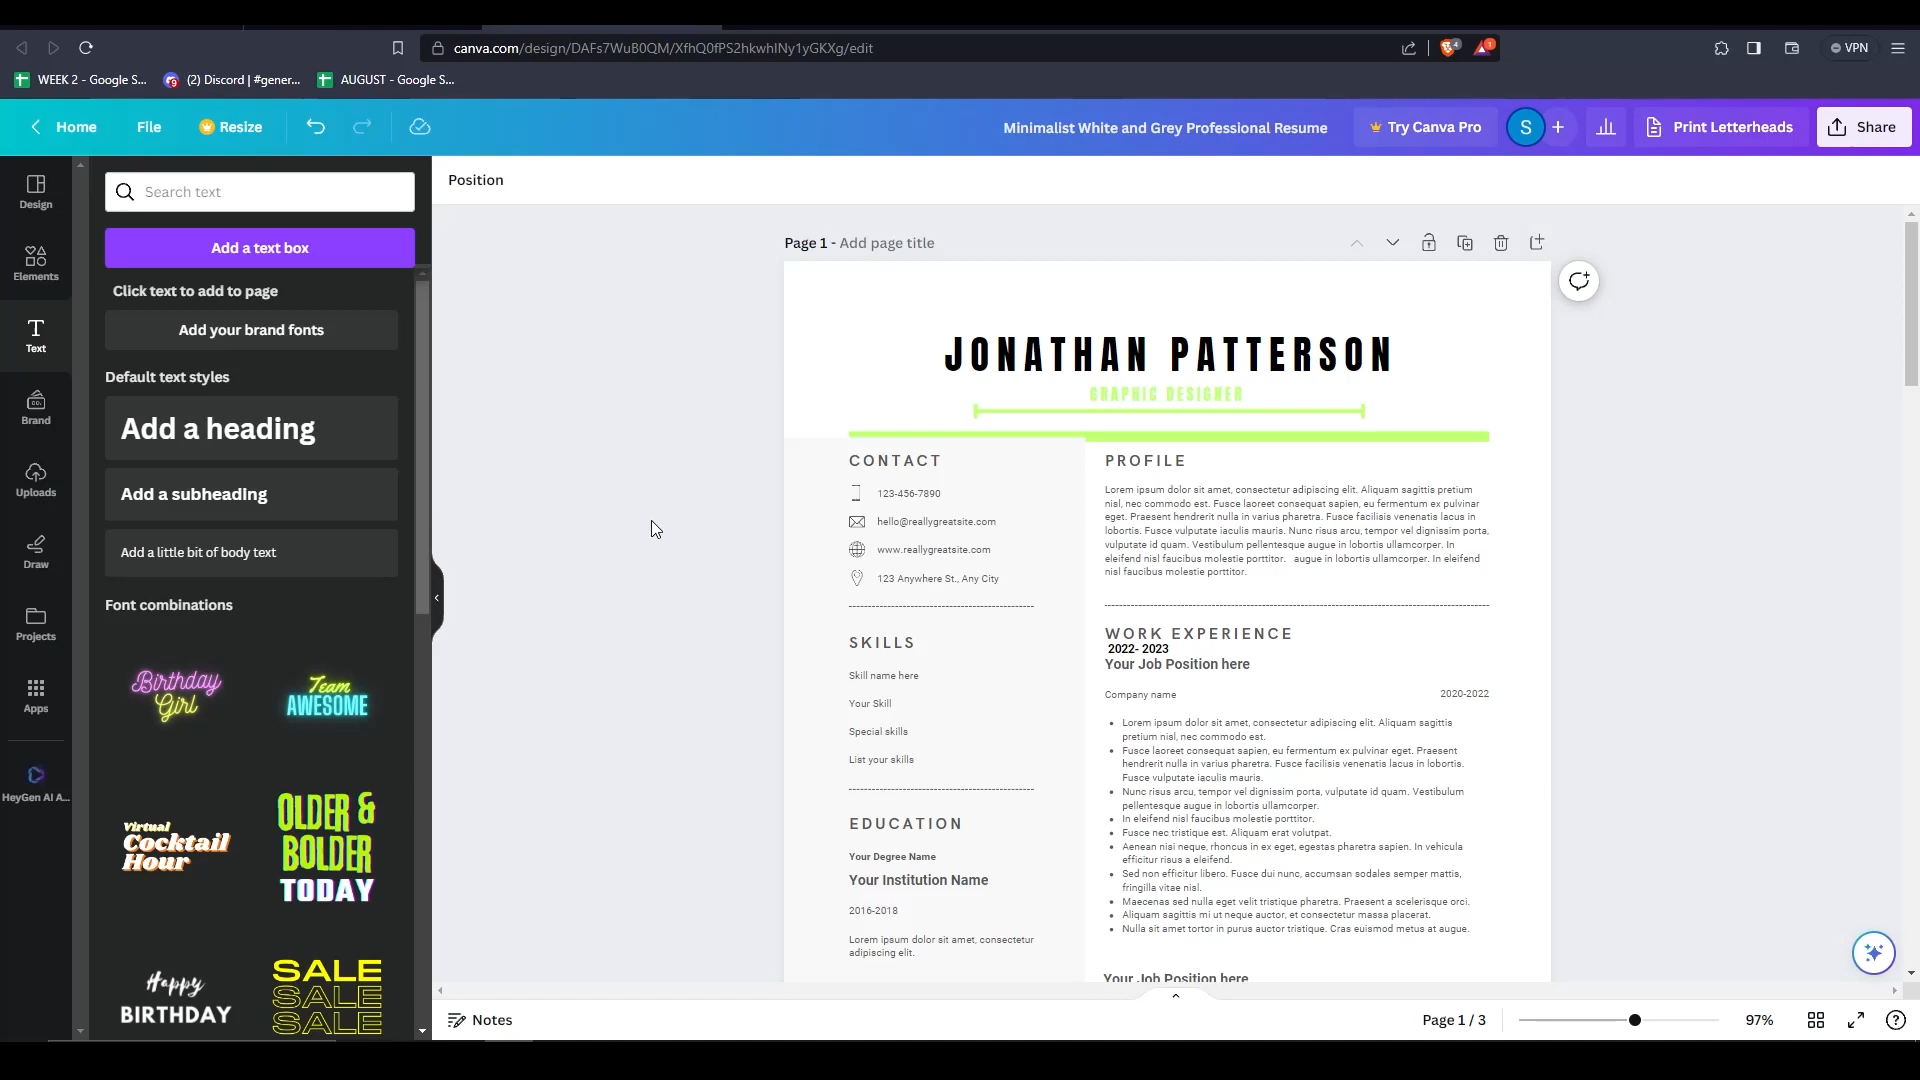 canva.com/design/DAFs7WuB0QM/XfhQ0fPS2hkwhINy1yGKXg/edit
4
1
VPN
WEEK 2 - Google S...
(2) Discord | #gener...
AUGUST - Google S...
Home
File
Resize
Minimalist White and Grey Professional Resume
Try Canva Pro
S
Print Letterheads
Share
Design
Elements
Text
Brand
Uploads
Draw
Projects
Apps
HeyGen AI A...
Search text
Add a text box
Click text to add to page
Add your brand fonts
Default text styles
Add a heading
Add a subheading
Add a little bit of body text
Font combinations
Birthday
Girl
Team
AWESOME
Virtual
Cocktail
Hour
OLDER &
BOLDER
TODAY
Happy
BIRTHDAY
SALE
SALE
SALE
Position
Page 1 - Add page title
JONATHAN PATTERSON
GRAPHIC DESIGNER
CONTACT
123-456-7890
hello@reallygreatsite.com
www.reallygreatsite.com
123 Anywhere St., Any City
SKILLS
Skill name here
Your Skill
Special skills
List your skills
EDUCATION
Your Degree Name
Your Institution Name
2016-2018
Lorem ipsum dolor sit amet, consectetur
adipiscing elit.
PROFILE
Lorem ipsum dolor sit amet, consectetur adipiscing elit. Aliquam sagittis pretium
nisl, nec commodo est. Fusce laoreet consequat sapien, eu fermentum ex pulvinar
eget. Praesent hendrerit nulla in varius pharetra. Fusce facilisis venenatis lacus in
lobortis. Fusce vulputate iaculis mauris. Nunc risus arcu, tempor vel dignissim porta,
vulputate id quam. Vestibulum pellentesque augue in lobortis ullamcorper. In
eleifend nisl faucibus molestie porttitor. augue in lobortis ullamcorper. In eleifend
nisl faucibus molestie porttitor.
WORK EXPERIENCE
2022- 2023
Your Job Position here
Company name 2020-2022
• Lorem ipsum dolor sit amet, consectetur adipiscing elit. Aliquam sagittis
pretium nisl, nec commodo est.
• Fusce laoreet consequat sapien, eu fermentum ex pulvinar eget. Praesent
hendrerit nulla in varius pharetra. Fusce facilisis venenatis lacus in lobortis.
Fusce vulputate iaculis mauris.
• Nunc risus arcu, tempor vel dignissim porta, vulputate id quam. Vestibulum
pellentesque augue in lobortis ullamcorper.
• In eleifend nisl faucibus molestie porttitor.
• Fusce nec tristique est. Aliquam erat volutpat.
• Aenean nisi neque, rhoncus in ex eget, egestas pharetra sapien. In vehicula
efficitur risus a eleifend.
• Sed non efficitur libero. Fusce dui nunc, accumsan sodales semper mattis,
fringilla vitae nisl.
• Maecenas sed nulla eget velit tristique pharetra. Praesent a scelerisque orci.
• Aliquam sagittis mi ut neque auctor, et consectetur massa placerat.
• Nulla sit amet tortor in purus auctor tristique. Cras euismod metus at augue.
Your Job Position here
Notes
Page 1 / 3
97%